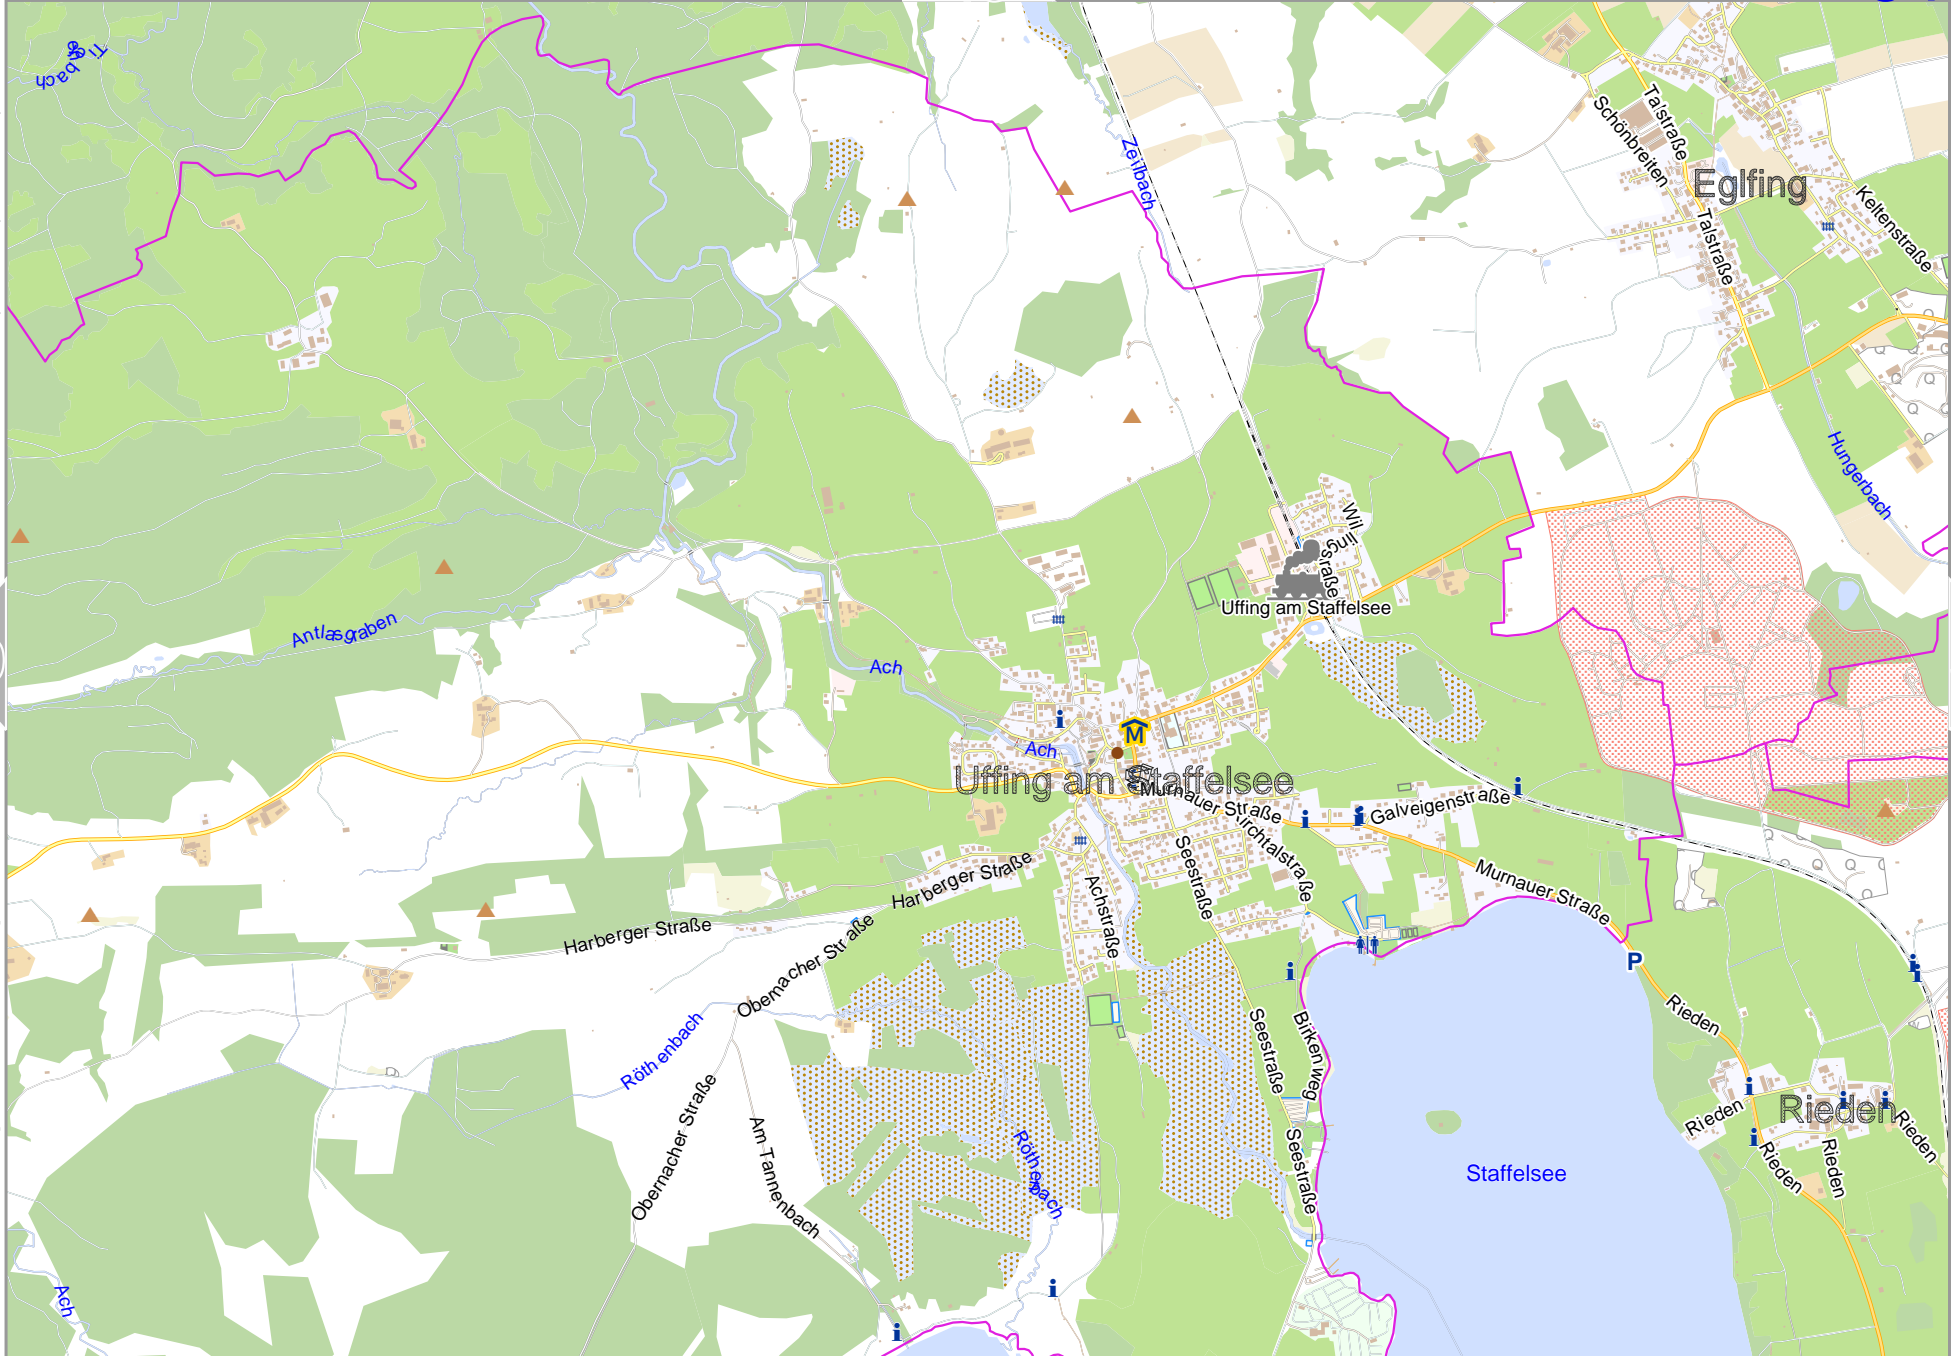 Tiefenbach
Zeilbach
Talstraße
Schönbreiten
Eglfing
Talstraße
Keltenstraße
Hungerbach
Uffing am Staffelsee
Antlasgraben
Ach
i
M
Ach
Uffing am Staffelsee
Murnauer Straße
Kirchtalstraße
i
i
Galveigenstraße
i
Seestraße
Murnauer Straße
Harberger Straße
Achstraße
Harberger Straße
Obernacher Straße
i
P
i
i
Rieden
Röthenbach
Seestraße
Birkenweg
Obernacher Straße
Am Tannenbach
Röthenbach
Seestraße
Staffelsee
i
Rieden
Rieden
i
i
i
Rieden
Rieden
Rieden
Ach
i
i
Q
Q
Q
Q
Q
Q
Q